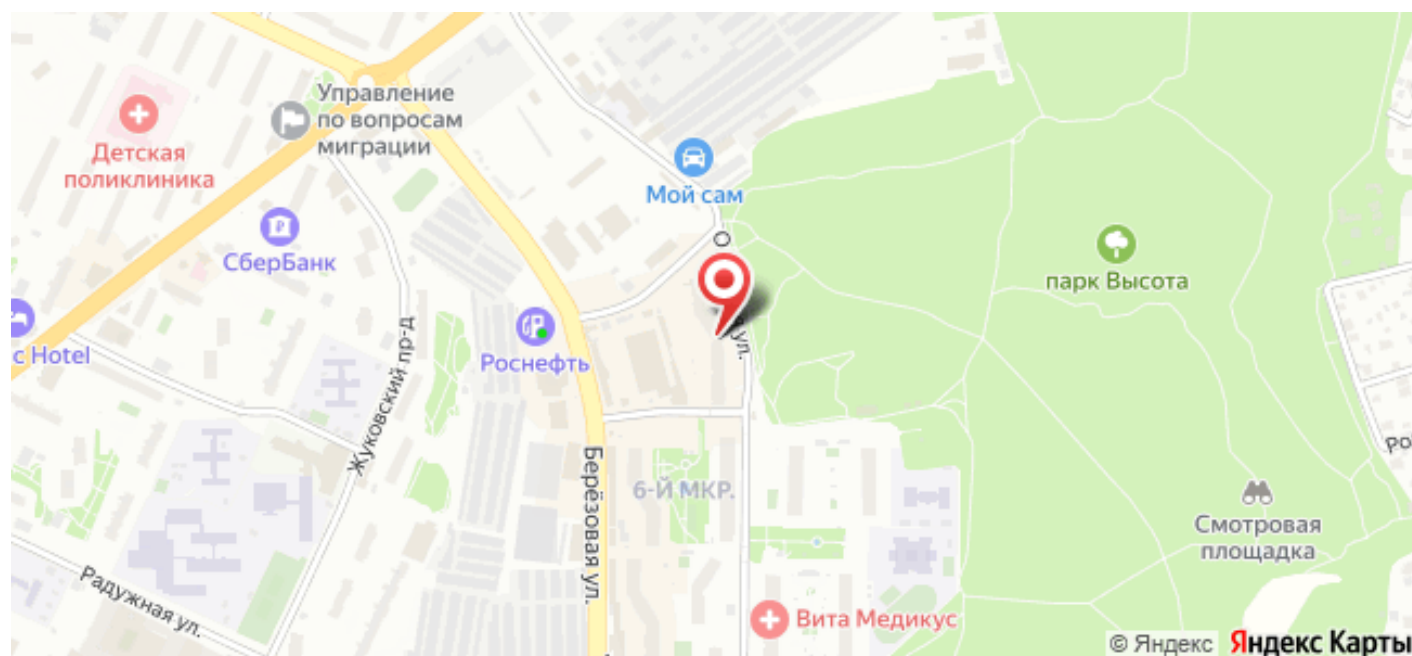 Управление
по вопросам
миграции
Детская
поликлиника
Мой сам
СберБанк
парк Высота
c Hotel
Роснефть
Жуковский пр-д
ул.
Берёзовая ул.
6-Й МКР.
Смотровая
площадка
Радужная ул.
Вита Медикус
© Яндекс Яндекс Карты